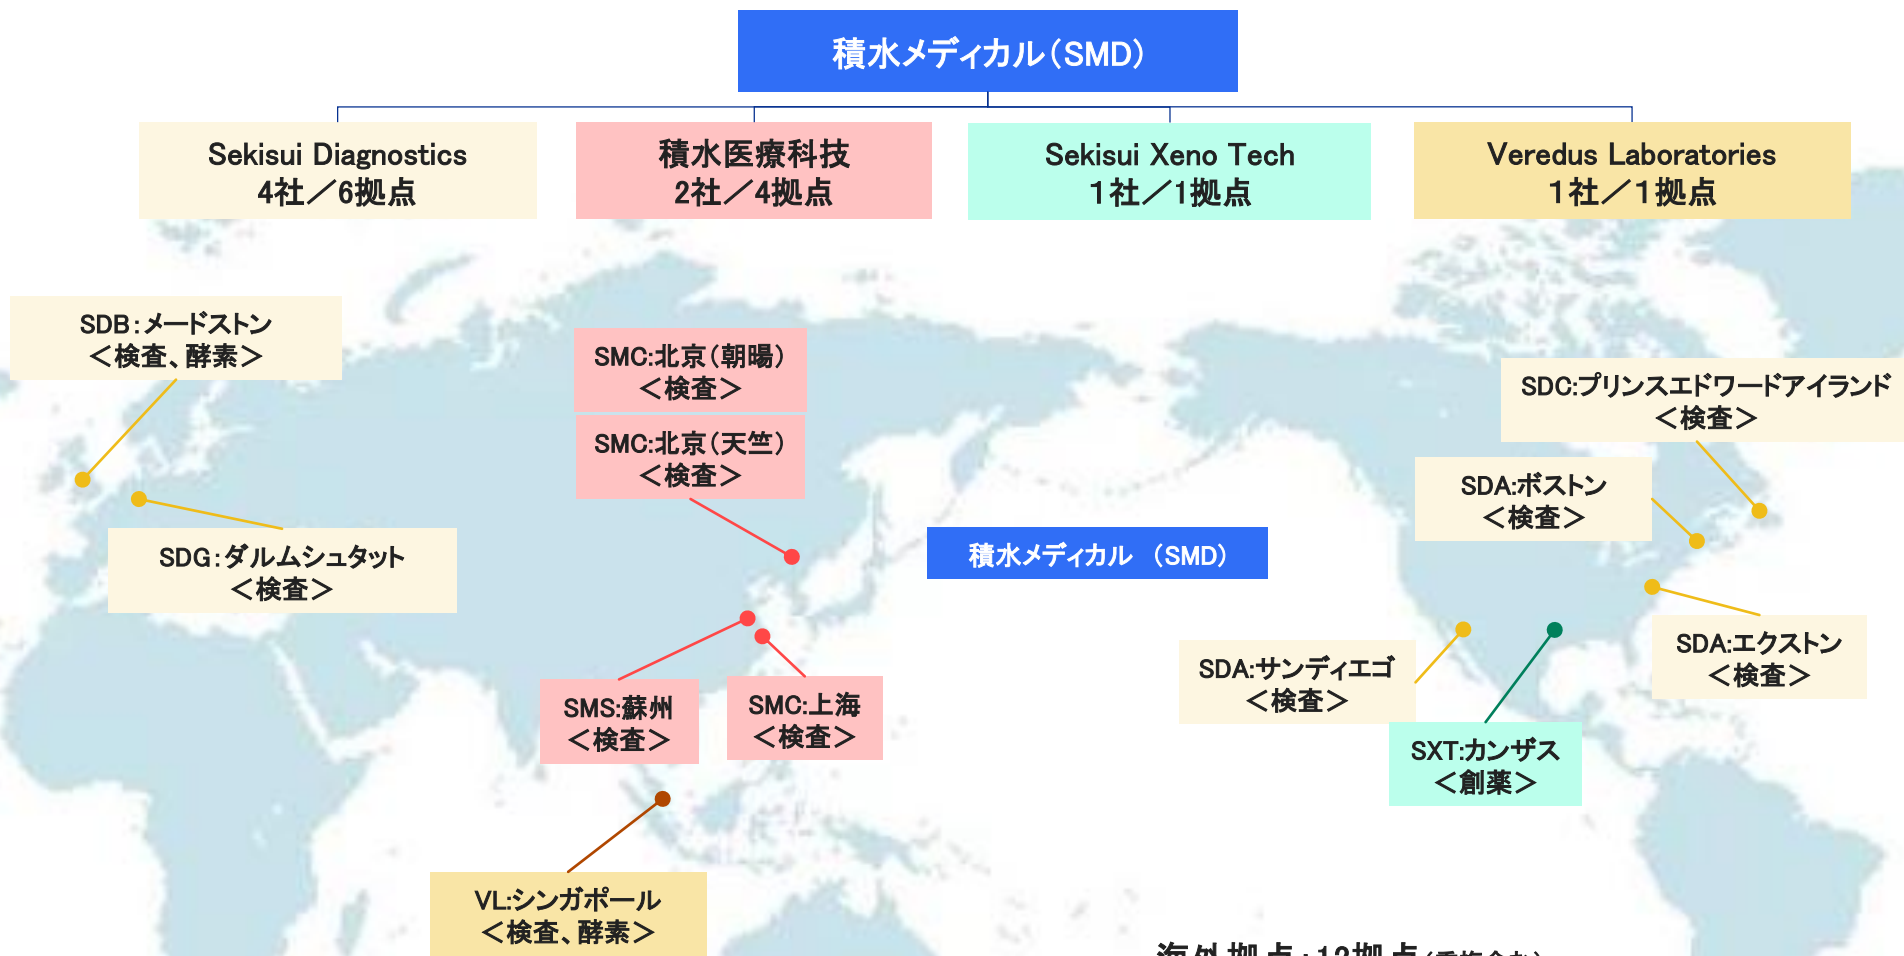 積水メディカル（SMD）
Sekisui Diagnostics
4社／6拠点
積水医療科技
2社／4拠点
Sekisui Xeno Tech
1社／1拠点
Veredus Laboratories
1社／1拠点
SDB：メードストン
＜検査、酵素＞
SMC:北京（朝陽）
＜検査＞
SMC:北京（天竺）
＜検査＞
SDC:プリンスエドワードアイランド
＜検査＞
SDA:ボストン
＜検査＞
SDG：ダルムシュタット
＜検査＞
積水メディカル （SMD）
SDA:エクストン
＜検査＞
SDA:サンディエゴ
＜検査＞
SMS:蘇州
＜検査＞
SMC:上海
＜検査＞
SXT:カンザス
＜創薬＞
VL:シンガポール
＜検査、酵素＞
海外拠点：12拠点